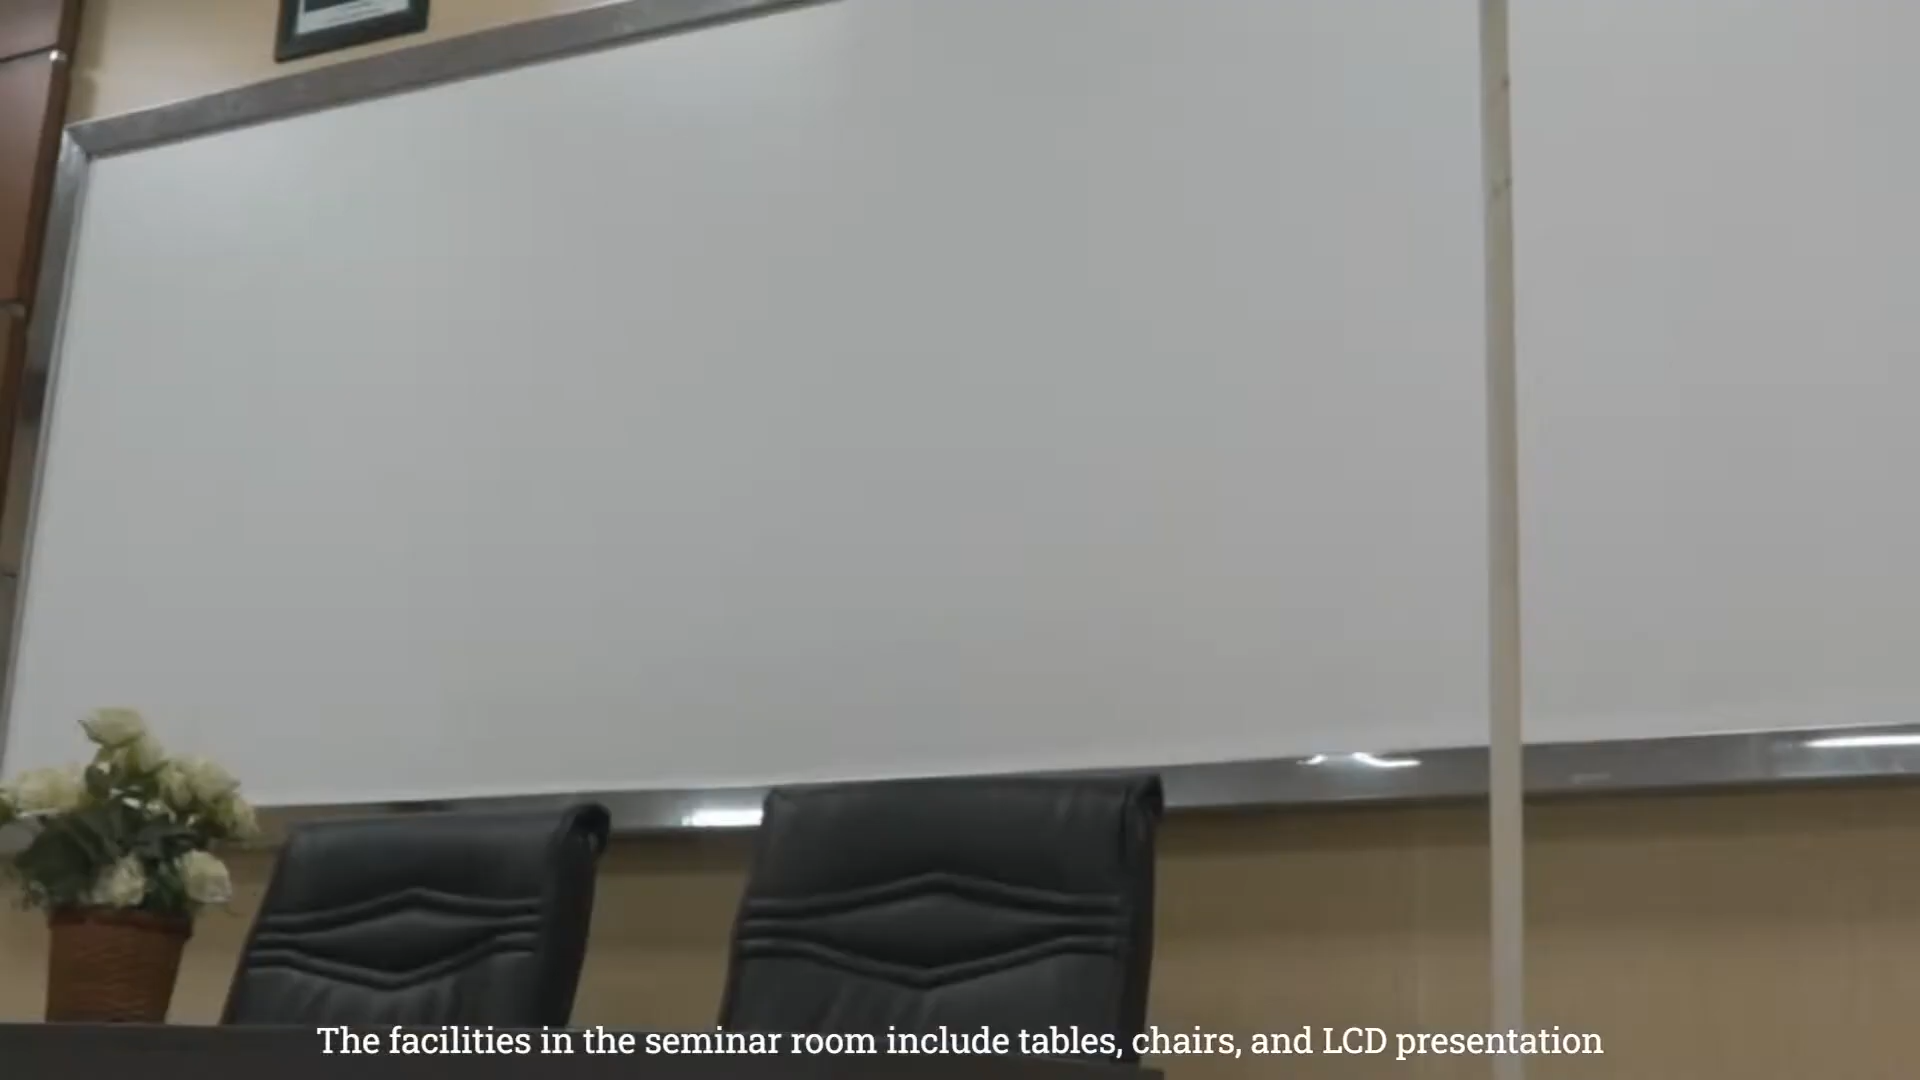 The facilities in the seminar room include tables, chairs, and LCD presentation